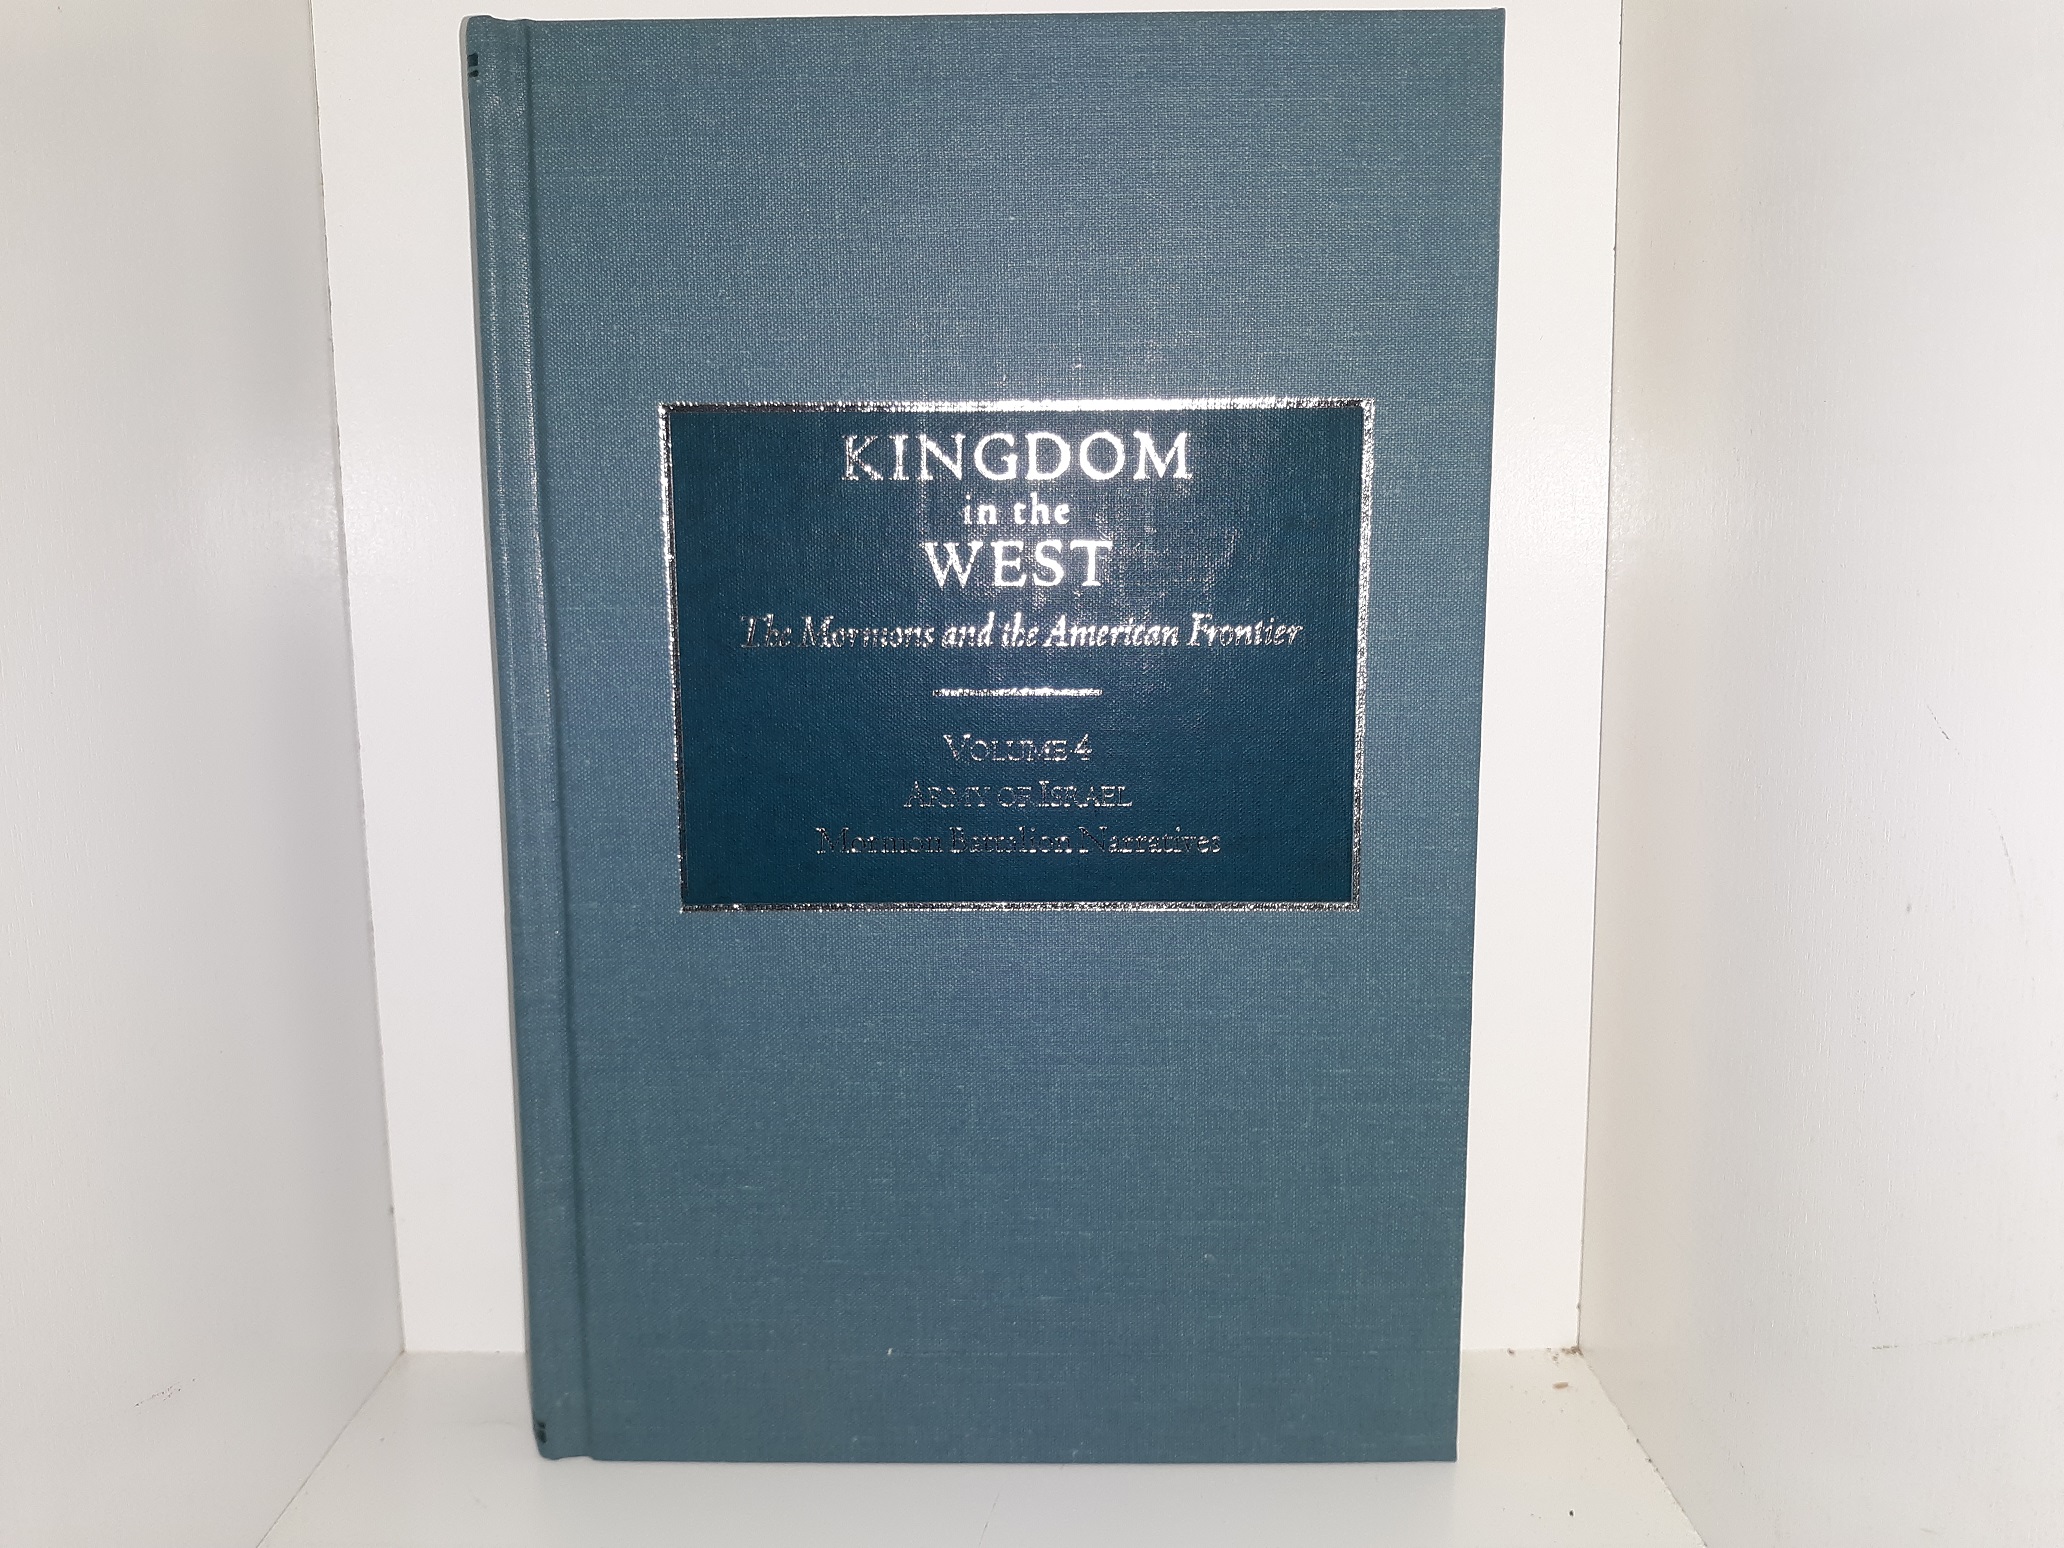 KINGDOM
in the
WEST
The Mormons and the American Frontier
VOLUME 4
ARMY OF ISRAEL
Mormon Battalion Narratives